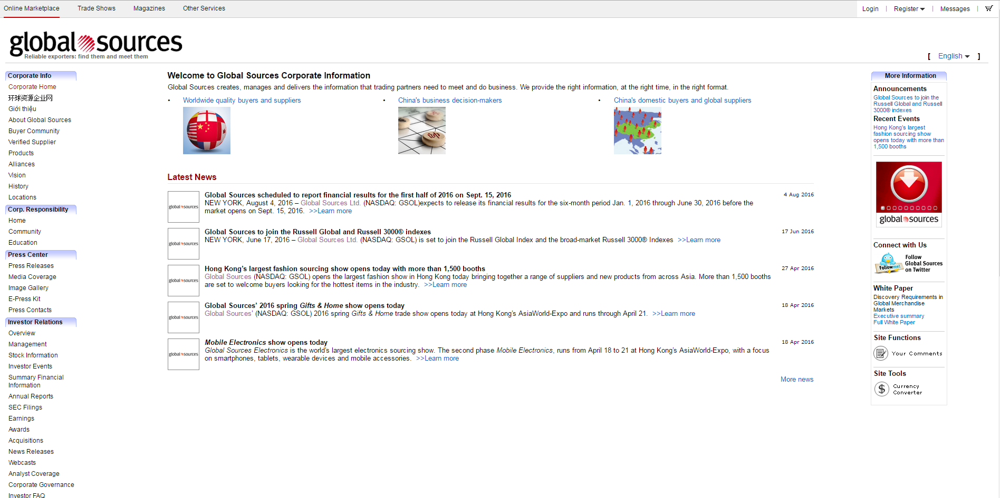 Online Marketplace Trade Shows Magazines Other Services Login | Register | Messages |
global sources
Reliable exporters: find them and meet them
[ English ]
Corporate Info
Corporate Home
环球资源企业网
Giới thiệu
About Global Sources
Buyer Community
Verified Supplier
Products
Alliances
Vision
History
Locations
Corp. Responsibility
Home
Community
Education
Press Center
Press Releases
Media Coverage
Image Gallery
E-Press Kit
Press Contacts
Investor Relations
Overview
Management
Stock Information
Investor Events
Summary Financial
Information
Annual Reports
SEC Filings
Earnings
Awards
Acquisitions
News Releases
Webcasts
Analyst Coverage
Corporate Governance
Investor FAQ
Welcome to Global Sources Corporate Information
Global Sources creates, manages and delivers the information that trading partners need to meet and do business. We provide the right information, at the right time, in the right format.
• Worldwide quality buyers and suppliers
• China's business decision-makers
• China's domestic buyers and global suppliers
Latest News
global sources
Global Sources scheduled to report financial results for the first half of 2016 on Sept. 15, 2016 4 Aug 2016
NEW YORK, August 4, 2016 – Global Sources Ltd. (NASDAQ: GSOL)expects to release its financial results for the six-month period Jan. 1, 2016 through June 30, 2016 before the
market opens on Sept. 15, 2016. >>Learn more
global sources
Global Sources to join the Russell Global and Russell 3000® indexes 17 Jun 2016
NEW YORK, June 17, 2016 – Global Sources Ltd. (NASDAQ: GSOL) is set to join the Russell Global Index and the broad-market Russell 3000® Indexes >>Learn more
global sources
Hong Kong's largest fashion sourcing show opens today with more than 1,500 booths 27 Apr 2016
Global Sources (NASDAQ: GSOL) opens the largest fashion show in Hong Kong today bringing together a range of suppliers and new products from across Asia. More than 1,500 booths
are set to welcome buyers looking for the hottest items in the industry. >>Learn more
global sources
Global Sources’ 2016 spring Gifts & Home show opens today 18 Apr 2016
Global Sources’ (NASDAQ: GSOL) 2016 spring Gifts & Home trade show opens today at Hong Kong's AsiaWorld-Expo and runs through April 21. >>Learn more
global sources
Mobile Electronics show opens today 18 Apr 2016
Global Sources Electronics is the world's largest electronics sourcing show. The second phase Mobile Electronics, runs from April 18 to 21 at Hong Kong's AsiaWorld-Expo, with a focus
on smartphones, tablets, wearable devices and mobile accessories. >>Learn more
More news
More Information
Announcements
Global Sources to join the
Russell Global and Russell
3000® indexes
Recent Events
Hong Kong's largest
fashion sourcing show
opens today with more than
1,500 booths
global sources
Connect with Us
Followme!
Follow
Global Sources
on Twitter
White Paper
Discovery Requirements in
Global Merchandise
Markets
Executive summary
Full White Paper
Site Functions
Your Comments
Site Tools
$ Currency
Converter